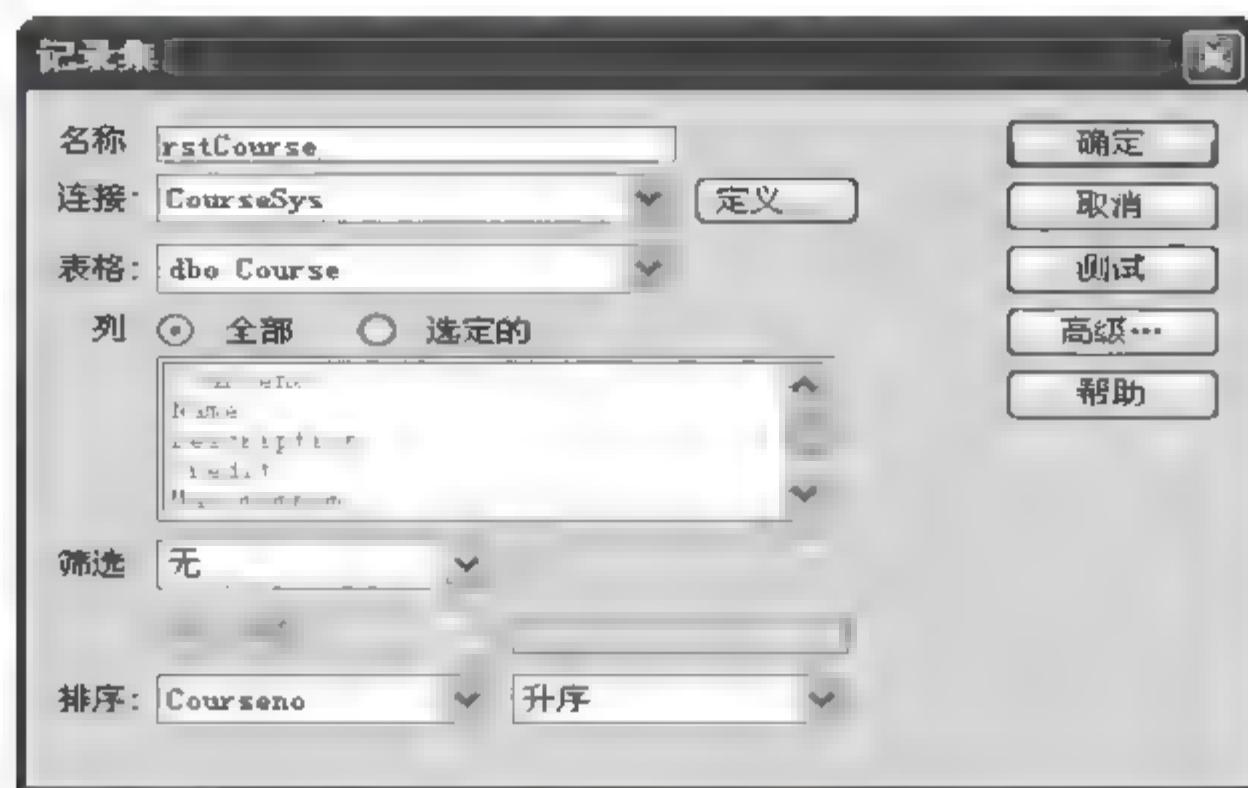 记录集
名称 rstCourse 确定
连接: CourseSys 定义 取消
表格: dbo Course 测试
列 全部 选定的 高级…
帮助
Name
筛选 无
排序: Courseno 升序